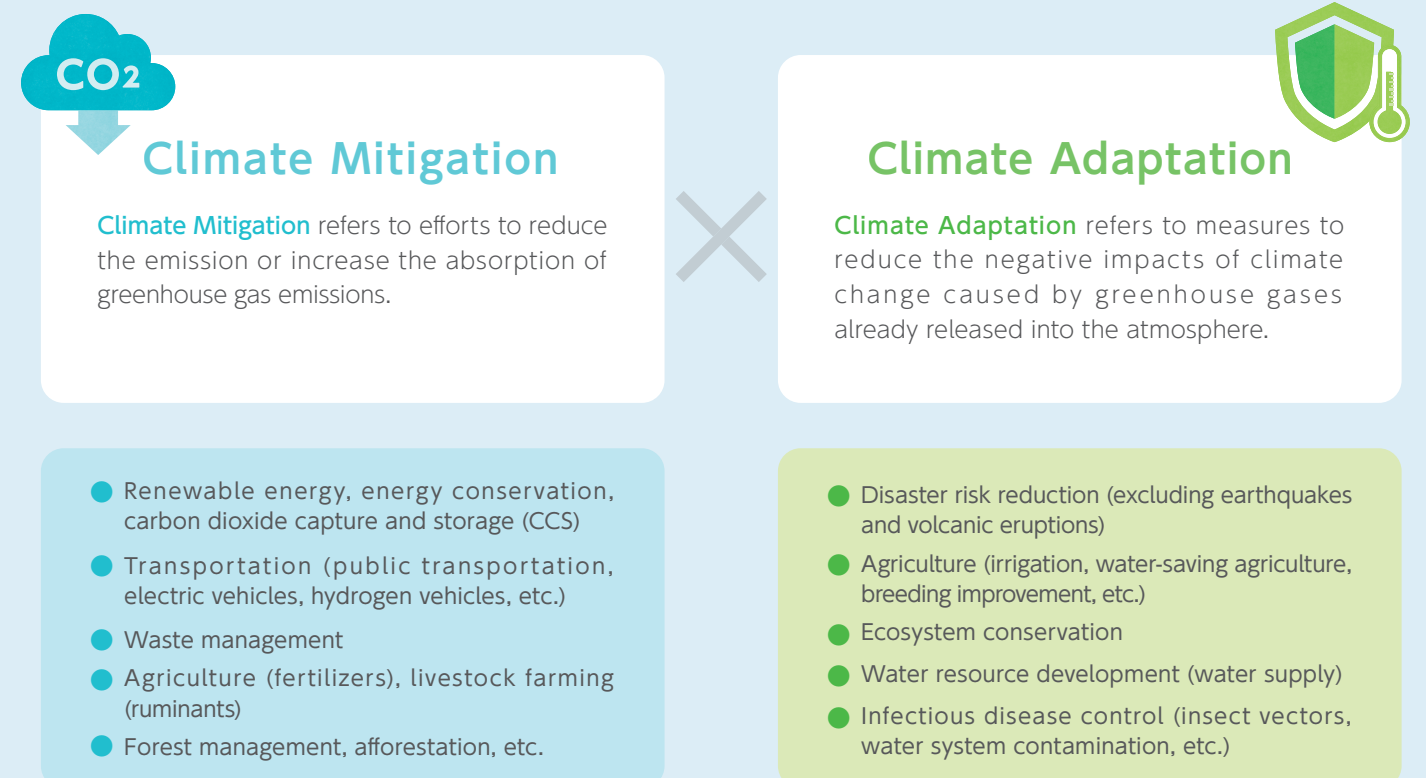 CO2
Climate Mitigation
Climate Mitigation refers to efforts to reduce
the emission or increase the absorption of
greenhouse gas emissions.
Climate Adaptation
Climate Adaptation refers to measures to
reduce the negative impacts of climate
change caused by greenhouse gases
already released into the atmosphere.
● Renewable energy, energy conservation,
carbon dioxide capture and storage (CCS)
● Transportation (public transportation,
electric vehicles, hydrogen vehicles, etc.)
● Waste management
● Agriculture (fertilizers), livestock farming
(ruminants)
● Forest management, afforestation, etc.
● Disaster risk reduction (excluding earthquakes
and volcanic eruptions)
● Agriculture (irrigation, water-saving agriculture,
breeding improvement, etc.)
● Ecosystem conservation
● Water resource development (water supply)
● Infectious disease control (insect vectors,
water system contamination, etc.)